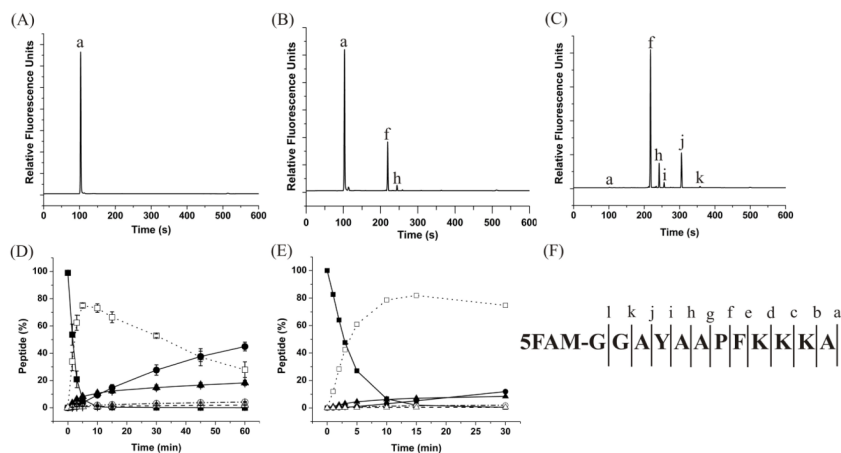 (A)
a
Relative Fluorescence Units
0 100 200 300 400 500 600
Time (s)
(B)
a
f
h
Relative Fluorescence Units
0 100 200 300 400 500 600
Time (s)
(C)
f
h
j
i
a
k
Relative Fluorescence Units
0 100 200 300 400 500 600
Time (s)
(D)
100
80
60
40
20
0
Peptide (%)
0 10 20 30 40 50 60
Time (min)
(E)
100
80
60
40
20
0
Peptide (%)
0 5 10 15 20 25 30
Time (min)
(F)
l k j i h g f e d c b a
5FAM-G|G|A|Y|A|A|P|F|K|K|K|A|